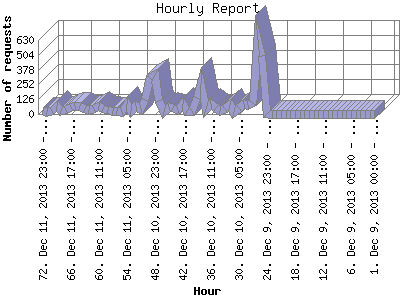 Hourly Report
Number of requests
630
504
378
252
126
0
72. Dec 11, 2013 23:00 -...
66. Dec 11, 2013 17:00 -...
60. Dec 11, 2013 11:00 -...
54. Dec 11, 2013 05:00 -...
48. Dec 10, 2013 23:00 -...
42. Dec 10, 2013 17:00 -...
36. Dec 10, 2013 11:00 -...
30. Dec 10, 2013 05:00 -...
24. Dec 9, 2013 23:00 -...
18. Dec 9, 2013 17:00 -...
12. Dec 9, 2013 11:00 -...
6. Dec 9, 2013 05:00 -...
1. Dec 9, 2013 00:00 -...
Hour